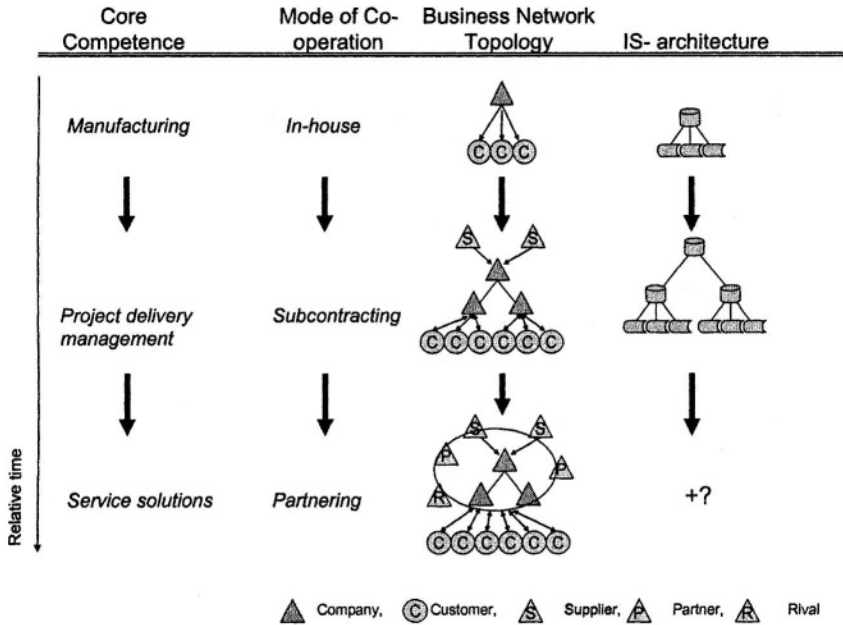 Core Competence
Mode of Co-operation
Business Network Topology
IS- architecture
Manufacturing
In-house
C C C
S S
Project delivery management
Subcontracting
C C C C C C
Relative time
S S
P P
R
Service solutions
Partnering
+?
C C C C C C
Company, C Customer, S Supplier, P Partner, R Rival